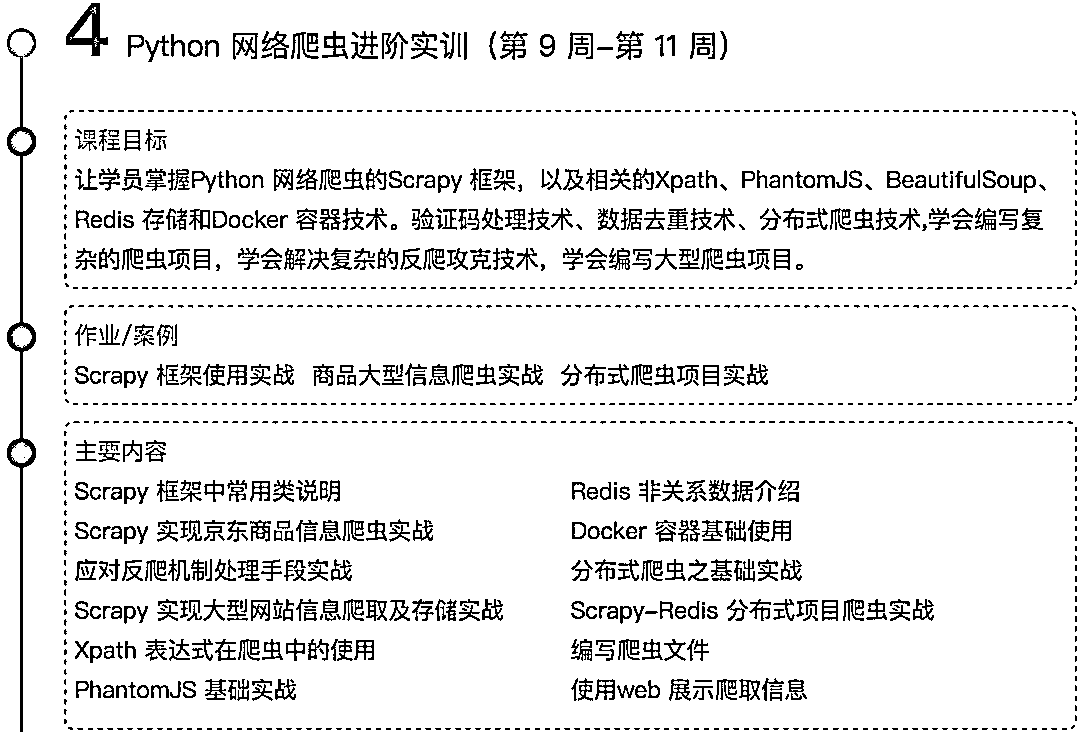 4 Python 网络爬虫进阶实训（第 9 周–第 11 周）
课程目标
让学员掌握Python 网络爬虫的Scrapy 框架，以及相关的Xpath、PhantomJS、BeautifulSoup、
Redis 存储和Docker 容器技术。验证码处理技术、数据去重技术、分布式爬虫技术,学会编写复
杂的爬虫项目，学会解决复杂的反爬攻克技术，学会编写大型爬虫项目。
作业/案例
Scrapy 框架使用实战 商品大型信息爬虫实战 分布式爬虫项目实战
主要内容
Scrapy 框架中常用类说明
Scrapy 实现京东商品信息爬虫实战
应对反爬机制处理手段实战
Scrapy 实现大型网站信息爬取及存储实战
Xpath 表达式在爬虫中的使用
PhantomJS 基础实战
Redis 非关系数据介绍
Docker 容器基础使用
分布式爬虫之基础实战
Scrapy–Redis 分布式项目爬虫实战
编写爬虫文件
使用web 展示爬取信息